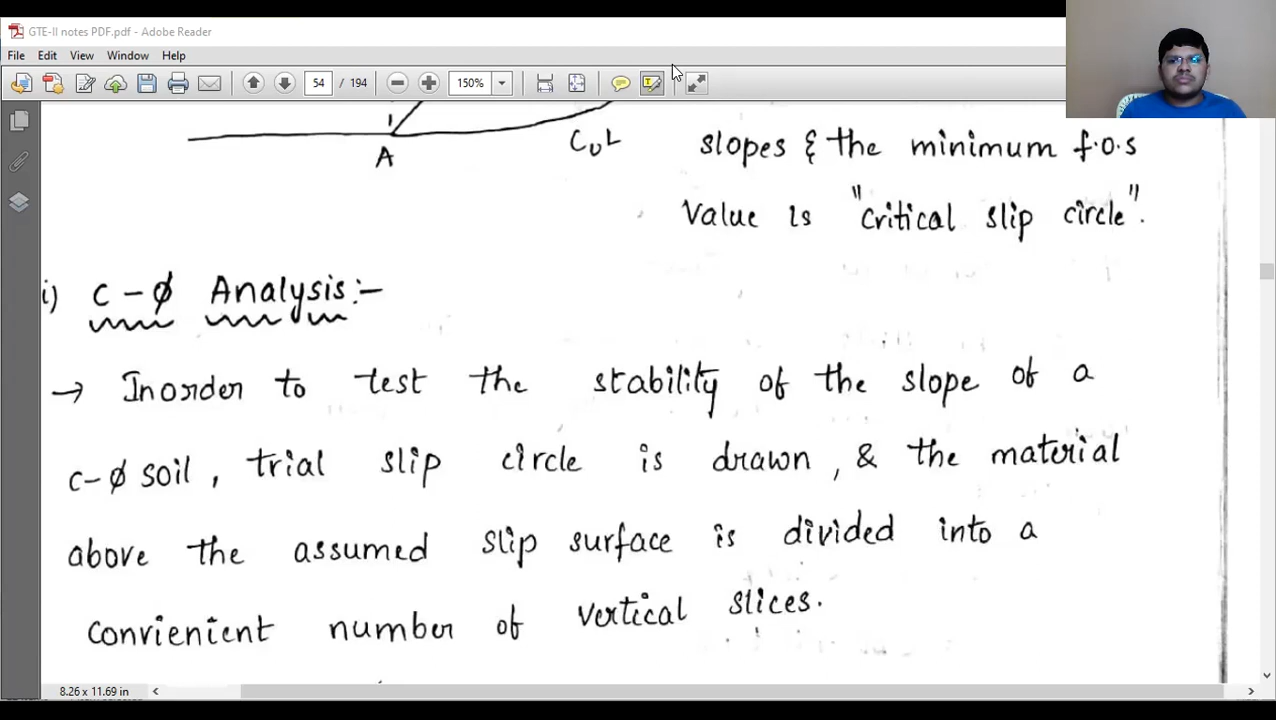 GTE-II notes PDF.pdf - Adobe Reader
File Edit View Window Help
54 / 194 150%
A
CuL
slopes & the minimum f.o.s
Value is "critical slip circle".
i) c-ø Analysis:-
→ Inorder to test the stability of the slope of a
c-ø soil, trial slip circle is drawn, & the material
above the assumed slip surface is divided into a
convienient number of vertical slices.
8.26 x 11.69 in